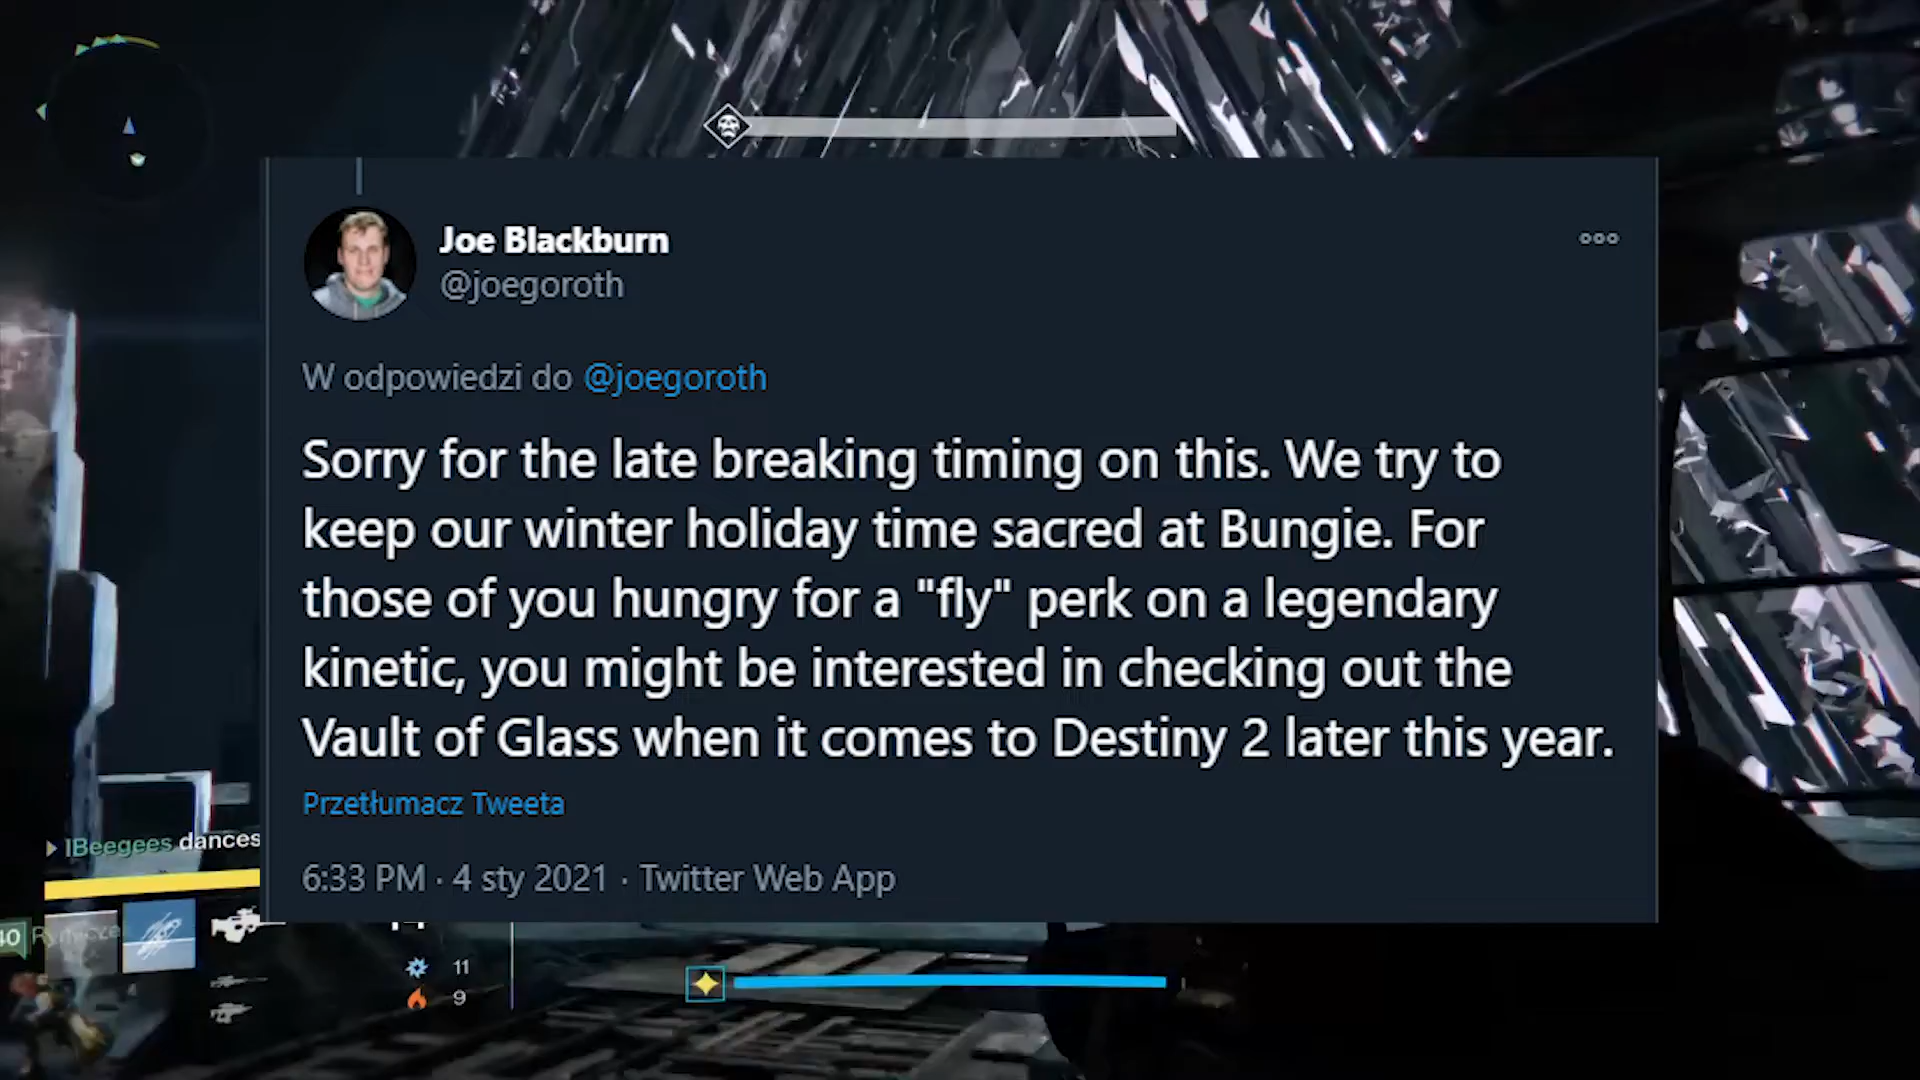 Joe Blackburn
@joegoroth
W odpowiedzi do @joegoroth
Sorry for the late breaking timing on this. We try to
keep our winter holiday time sacred at Bungie. For
those of you hungry for a "fly" perk on a legendary
kinetic, you might be interested in checking out the
Vault of Glass when it comes to Destiny 2 later this year.
Przetłumacz Tweeta
6:33 PM · 4 sty 2021 · Twitter Web App
IBeegees dances
11
9